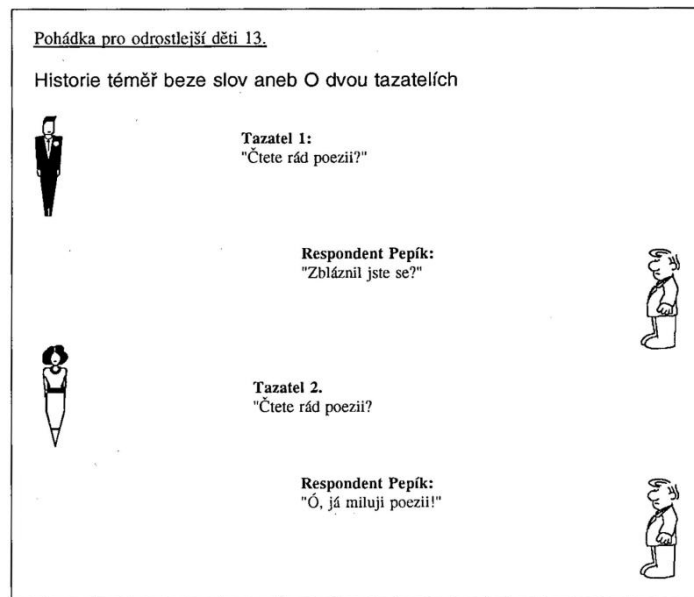 Pohádka pro odrostlejší děti 13.
Historie téměř beze slov aneb O dvou tazatelích
Tazatel 1:
"Čtete rád poezii?"
Respondent Pepík:
"Zbláznil jste se?"
Tazatel 2.
"Čtete rád poezii?
Respondent Pepík:
"Ó, já miluji poezii!"